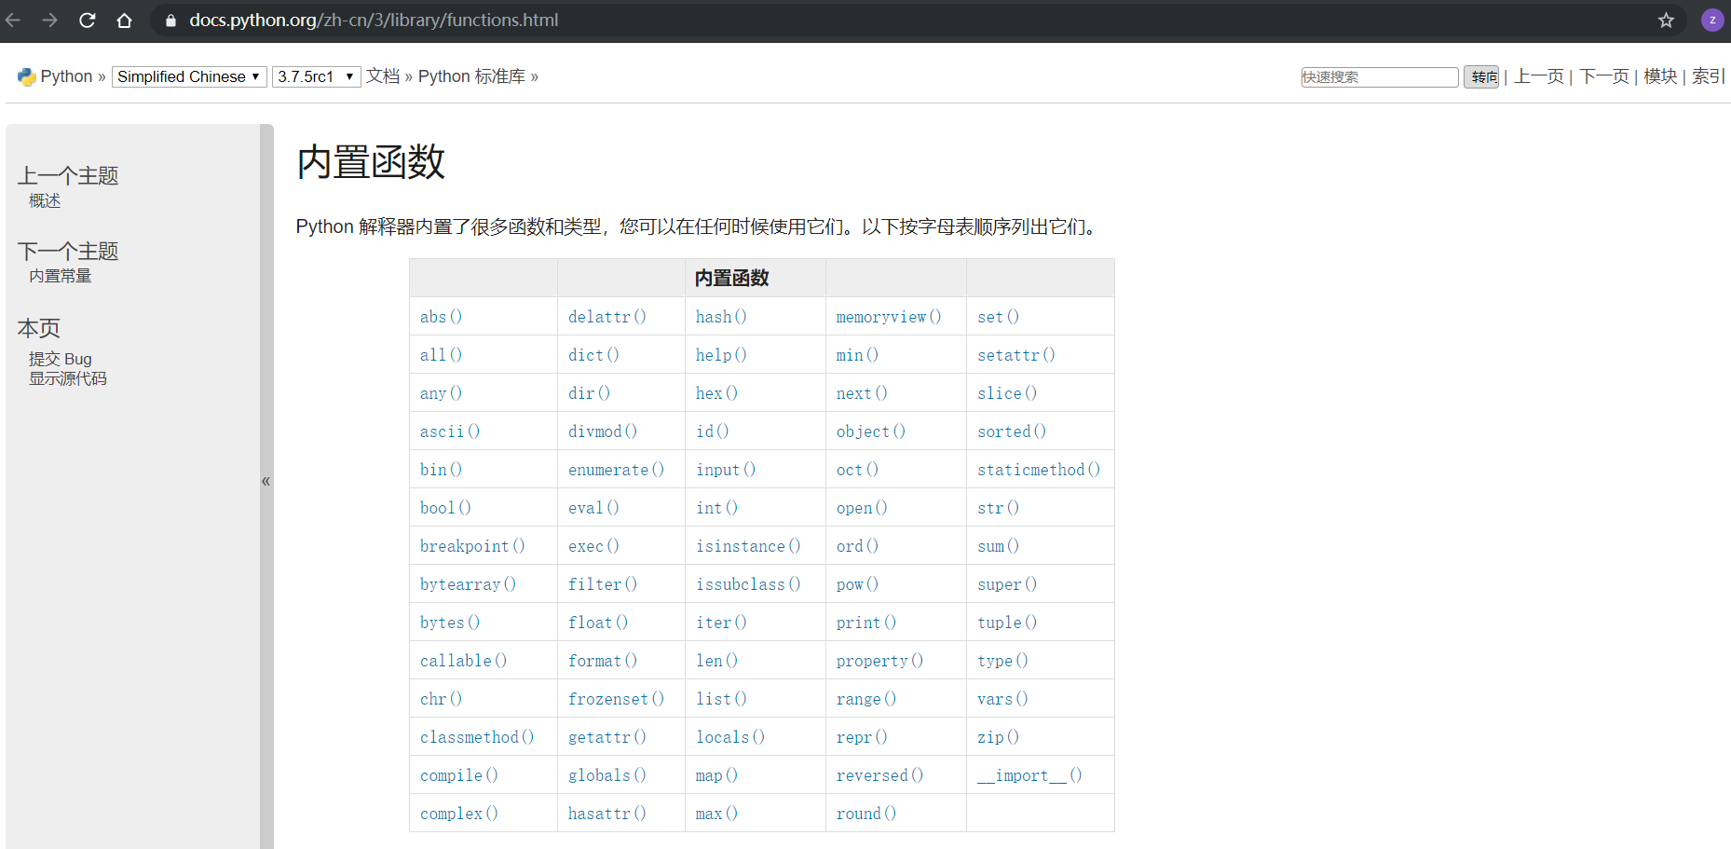 docs.python.org/zh-cn/3/library/functions.html
z
Python » Simplified Chinese 3.7.5rc1 文档 » Python 标准库 »
快速搜索 转向 | 上一页 | 下一页 | 模块 | 索引
上一个主题
概述
下一个主题
内置常量
本页
提交 Bug
显示源代码
«
内置函数
Python 解释器内置了很多函数和类型，您可以在任何时候使用它们。以下按字母表顺序列出它们。
内置函数
abs() delattr() hash() memoryview() set()
all() dict() help() min() setattr()
any() dir() hex() next() slice()
ascii() divmod() id() object() sorted()
bin() enumerate() input() oct() staticmethod()
bool() eval() int() open() str()
breakpoint() exec() isinstance() ord() sum()
bytearray() filter() issubclass() pow() super()
bytes() float() iter() print() tuple()
callable() format() len() property() type()
chr() frozenset() list() range() vars()
classmethod() getattr() locals() repr() zip()
compile() globals() map() reversed() __import__()
complex() hasattr() max() round()